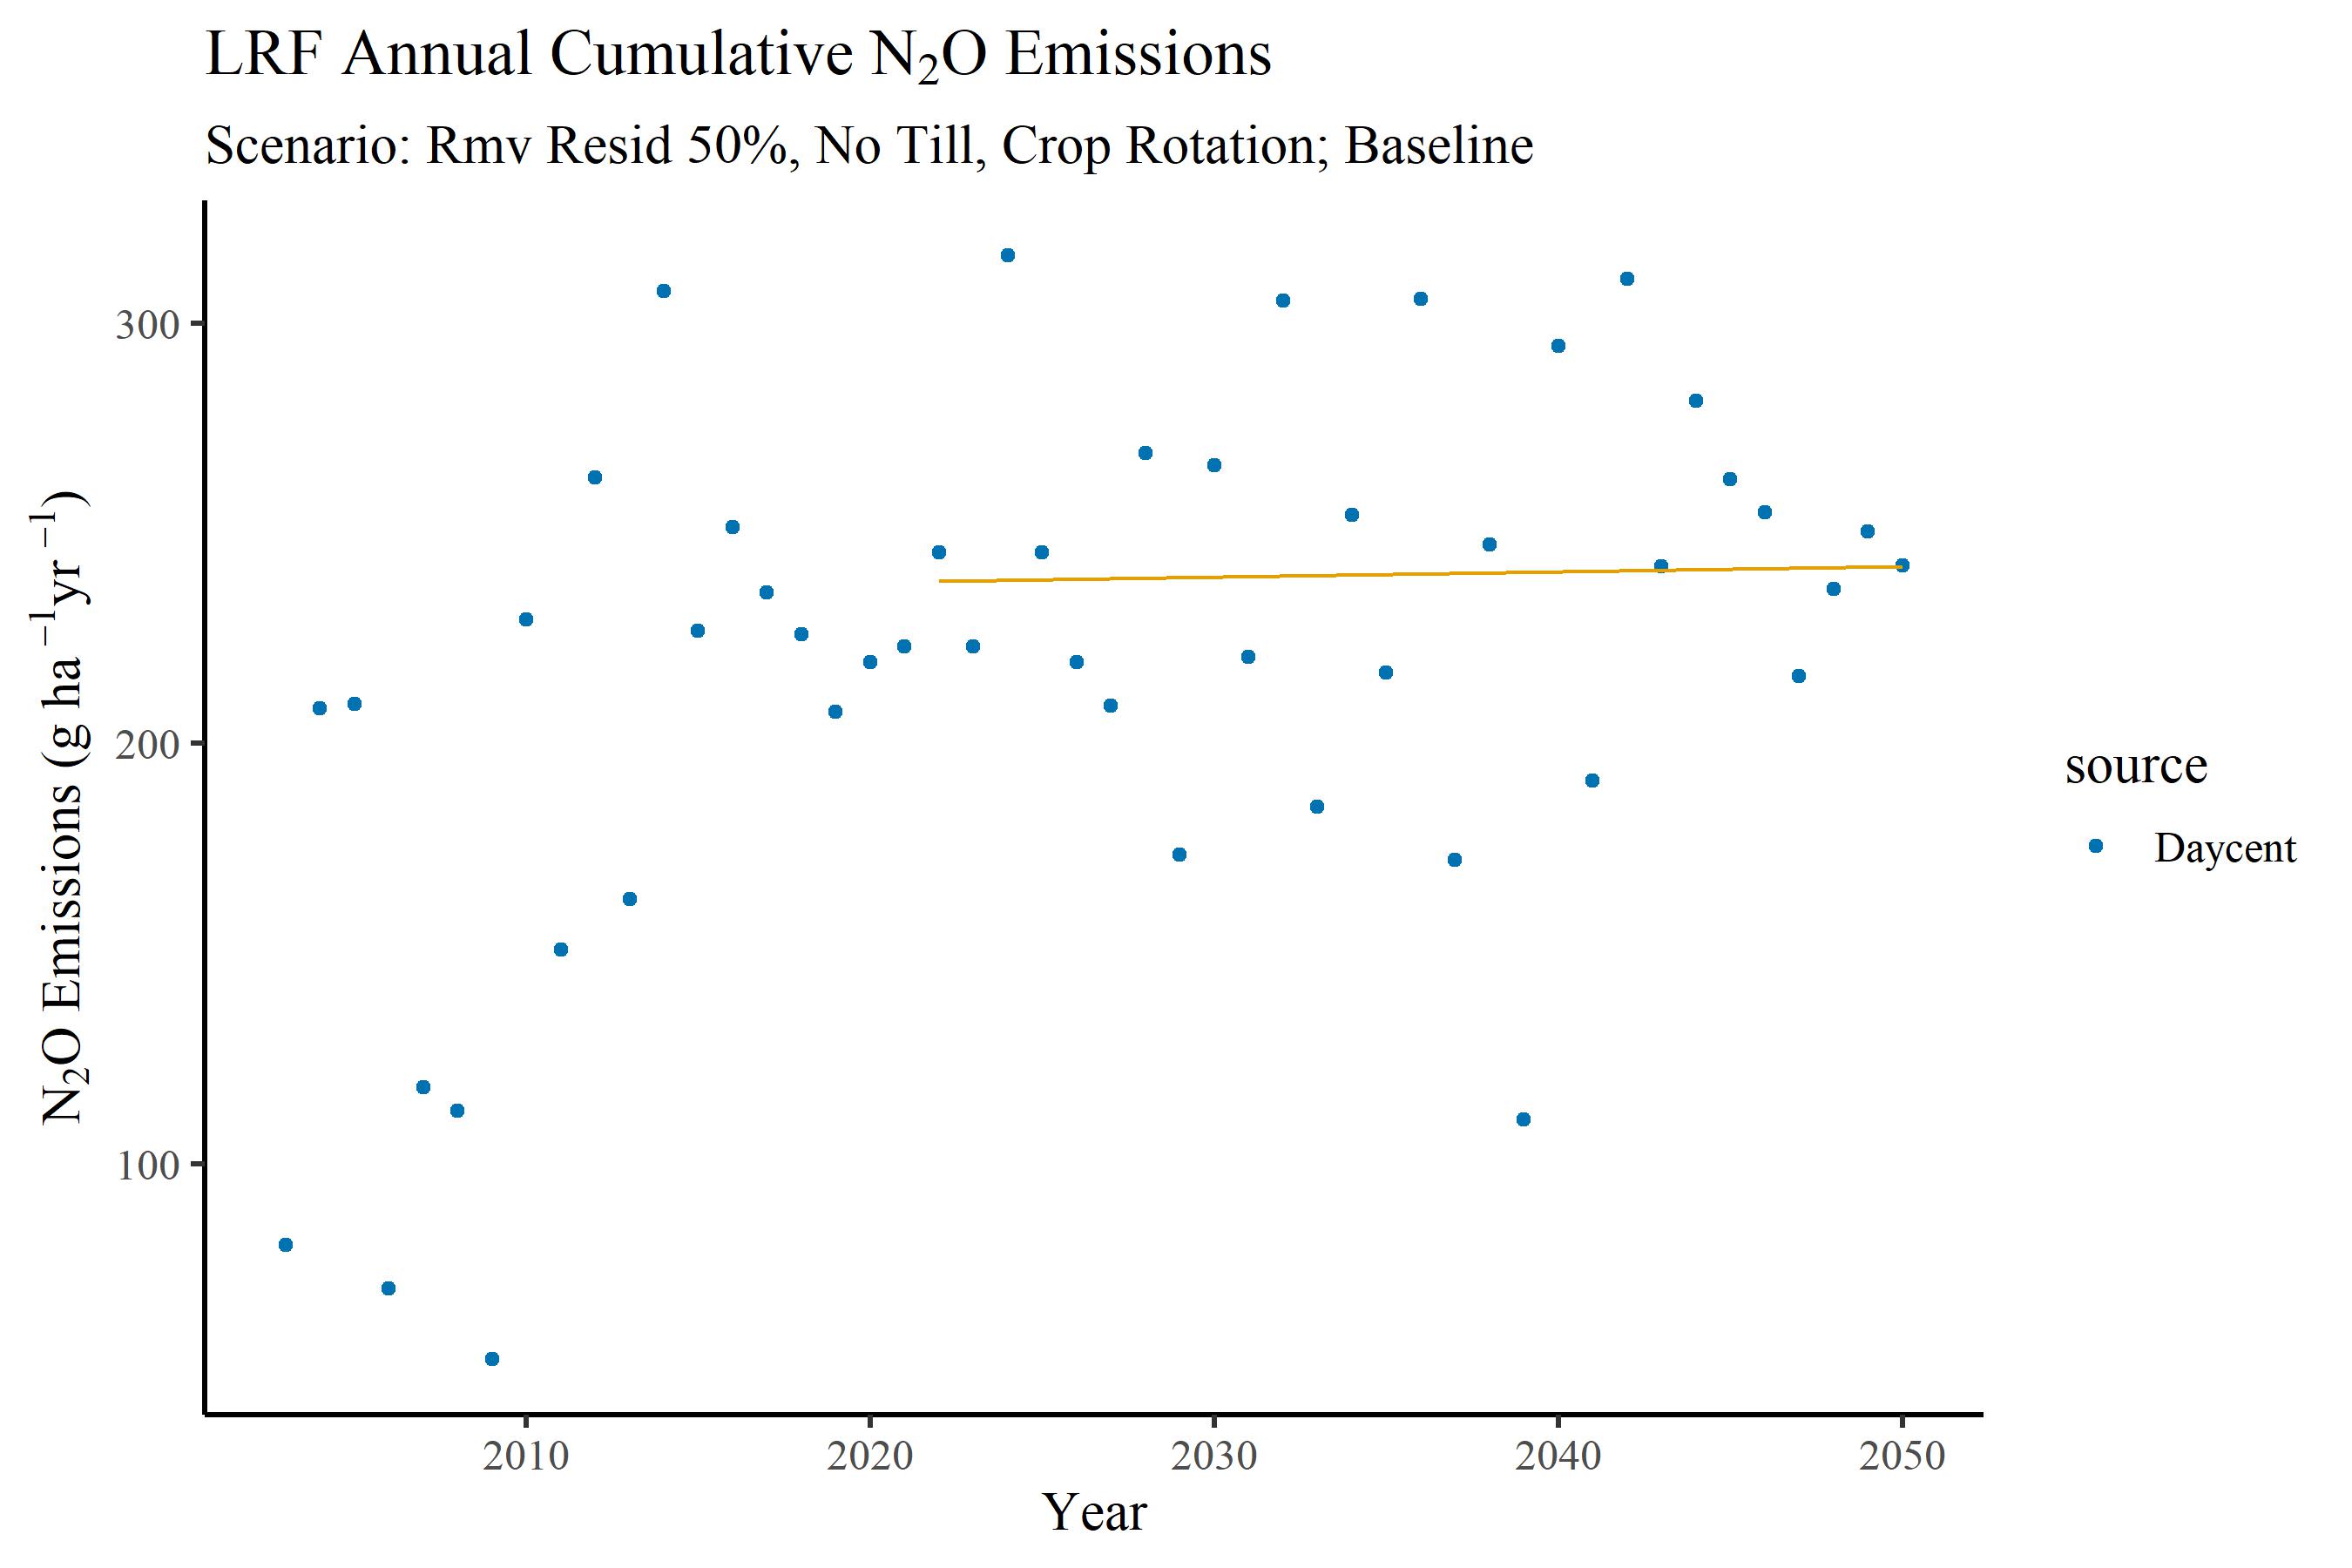 LRF Annual Cumulative N₂O Emissions
Scenario: Rmv Resid 50%, No Till, Crop Rotation; Baseline
N₂O Emissions (g ha ⁻¹yr ⁻¹)
300
200
100
2010 2020 2030 2040 2050
Year
source
Daycent